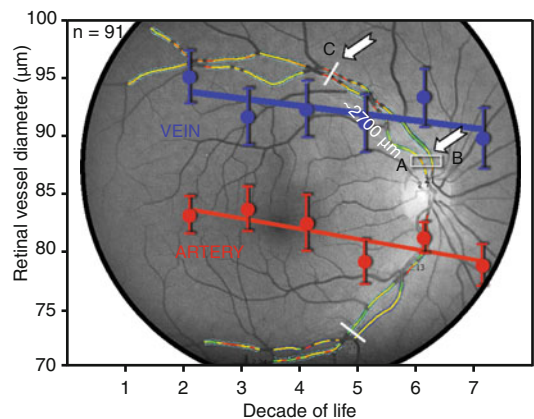 n = 91
100
95
90
85
80
75
70
Retinal vessel diameter (µm)
C
~2700 µm
A
B
VEIN
ARTERY
13
1
2
3
4
5
6
7
Decade of life